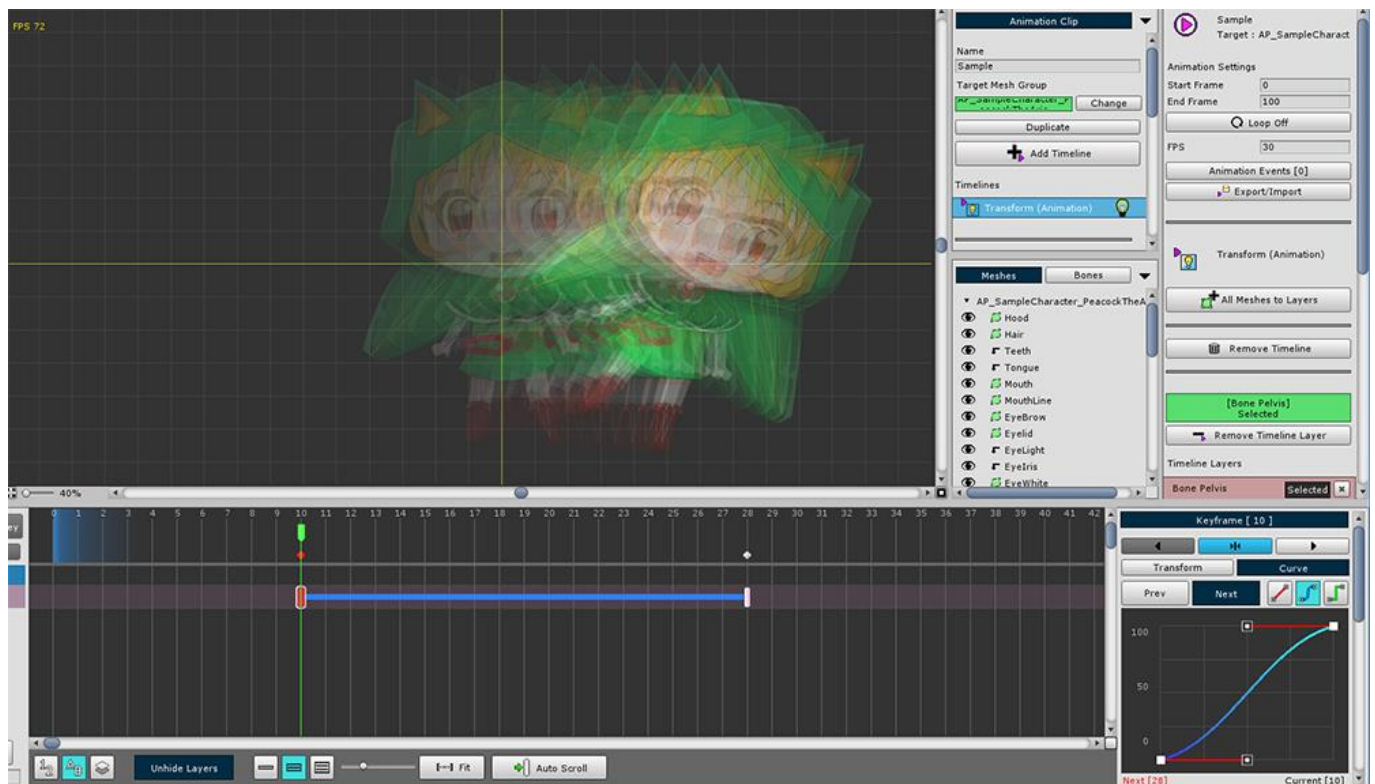 FPS 72
Animation Clip
Name
Sample
Target Mesh Group
Change
Duplicate
Add Timeline
Timelines
Transform (Animation)
Meshes
Bones
AP_SampleCharacter_PeacockTheA
Hood
Hair
Teeth
Tongue
Mouth
MouthLine
EyeBrow
Eyelid
EyeLight
EyeIris
EyeWhite
Sample
Target : AP_SampleCharact
Animation Settings
Start Frame 0
End Frame 100
Loop Off
FPS 30
Animation Events [0]
Export/Import
Transform (Animation)
All Meshes to Layers
Remove Timeline
[Bone Pelvis]
Selected
Remove Timeline Layer
Timeline Layers
Bone Pelvis Selected
40%
0 1 2 3 4 5 6 7 8 9 10 11 12 13 14 15 16 17 18 19 20 21 22 23 24 25 26 27 28 29 30 31 32 33 34 35 36 37 38 39 40 41 42
Unhide Layers
Fit
Auto Scroll
Keyframe [ 10 ]
Transform Curve
Prev Next
100
50
0
Next [28] Current [10]